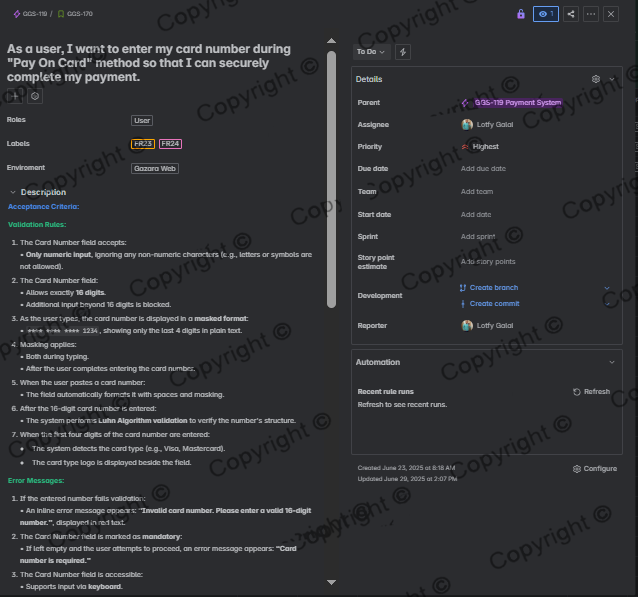 GGS-119 / GGS-170
1
As a user, I want to enter my card number during
"Pay On Card" method so that I can securely
complete my payment.
Roles
User
Labels
FR23 FR24
Enviroment
Gazara Web
Description
Acceptance Criteria:
Validation Rules:
1. The Card Number field accepts:
• Only numeric input, ignoring any non-numeric characters (e.g., letters or symbols are
not allowed).
2. The Card Number field:
• Allows exactly 16 digits.
• Additional input beyond 16 digits is blocked.
3. As the user types, the card number is displayed in a masked format:
• **** **** **** 1234, showing only the last 4 digits in plain text.
4. Masking applies:
• Both during typing.
• After the user completes entering the card number.
5. When the user pastes a card number:
• The field automatically formats it with spaces and masking.
6. After the 16-digit card number is entered:
• The system performs Luhn Algorithm validation to verify the number's structure.
7. When the first four digits of the card number are entered:
• The system detects the card type (e.g., Visa, Mastercard).
• The card type logo is displayed beside the field.
Error Messages:
1. If the entered number fails validation:
• An inline error message appears: "Invalid card number. Please enter a valid 16-digit
number.", displayed in red text.
2. The Card Number field is marked as mandatory:
• If left empty and the user attempts to proceed, an error message appears: "Card
number is required."
3. The Card Number field is accessible:
• Supports input via keyboard.
To Do
Details
Parent
GGS-119 Payment System
Assignee
Lotfy Galal
Priority
Highest
Due date
Add due date
Team
Add team
Start date
Add date
Sprint
Add sprint
Story point
estimate
Add story points
Development
Create branch
Create commit
Reporter
Lotfy Galal
Automation
Recent rule runs
Refresh
Refresh to see recent runs.
Created June 23, 2025 at 8:18 AM
Configure
Updated June 29, 2025 at 2:07 PM
Copyright ©